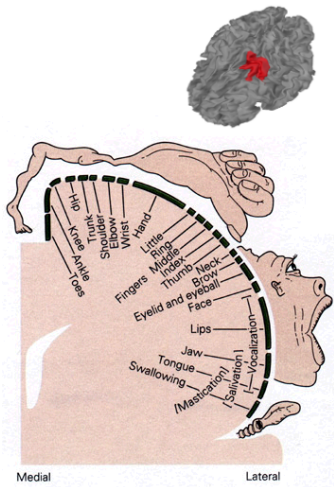 Toes
Ankle
Knee
Hip
Trunk
Shoulder
Elbow
Wrist
Hand
Little
Ring
Middle
Index
Thumb
Fingers
Neck
Brow
Eyelid and eyeball
Face
Lips
Jaw
Tongue
Swallowing
[Mastication]
Salivation]
Vocalization]
Medial
Lateral